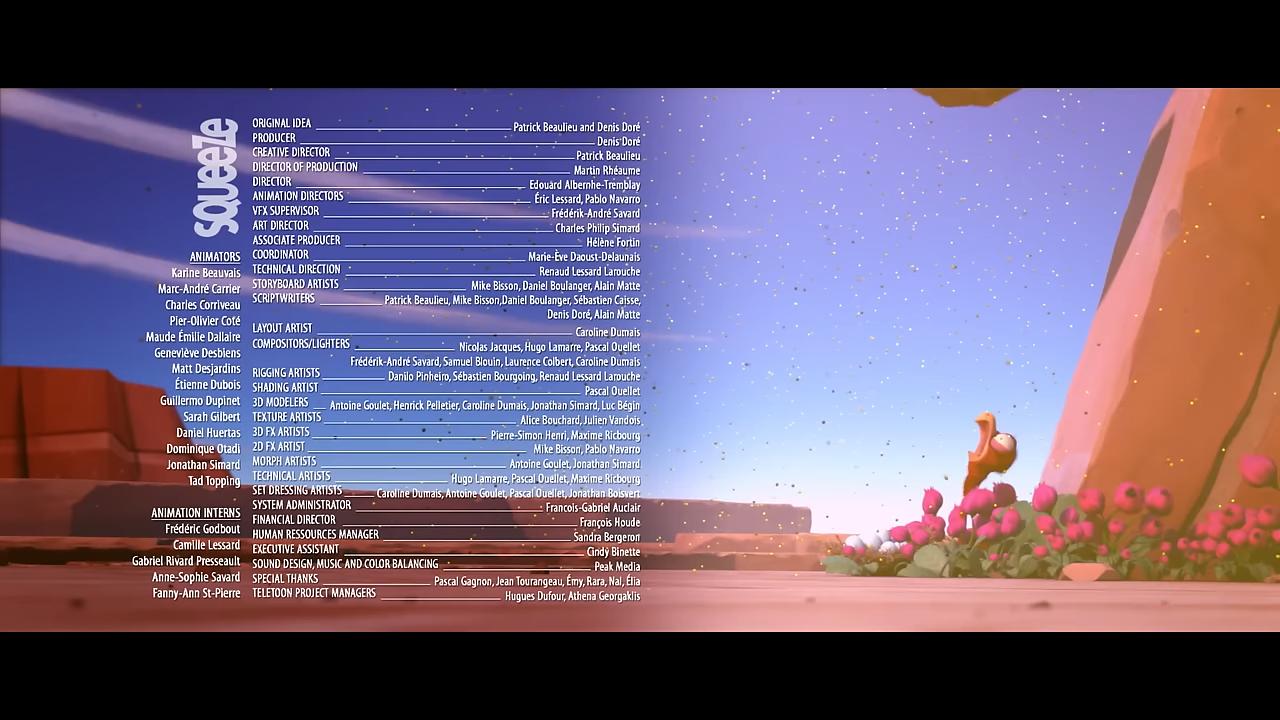 squeeze
ANIMATORS
Karine Beauvais
Marc-André Carrier
Charles Corriveau
Pier-Olivier Coté
Maude Émilie Dallaire
Geneviève Desbiens
Matt Desjardins
Étienne Dubois
Guillermo Dupinet
Sarah Gilbert
Daniel Huertas
Dominique Otadi
Jonathan Simard
Tad Topping
ANIMATION INTERNS
Frédéric Godbout
Camille Lessard
Gabriel Rivard Presseault
Anne-Sophie Savard
Fanny-Ann St-Pierre
ORIGINAL IDEA Patrick Beaulieu and Denis Doré
PRODUCER Denis Doré
CREATIVE DIRECTOR Patrick Beaulieu
DIRECTOR OF PRODUCTION Martin Rhéaume
DIRECTOR Edouard Albernhe-Tremblay
ANIMATION DIRECTORS Éric Lessard, Pablo Navarro
VFX SUPERVISOR Frédérik-André Savard
ART DIRECTOR Charles Philip Simard
ASSOCIATE PRODUCER Hélène Fortin
COORDINATOR Marie-Ève Daoust-Delaunais
TECHNICAL DIRECTION Renaud Lessard Larouche
STORYBOARD ARTISTS Mike Bisson, Daniel Boulanger, Alain Matte
SCRIPTWRITERS Patrick Beaulieu, Mike Bisson,Daniel Boulanger, Sébastien Caisse,
Denis Doré, Alain Matte
LAYOUT ARTIST Caroline Dumais
COMPOSITORS/LIGHTERS Nicolas Jacques, Hugo Lamarre, Pascal Ouellet
Frédérik-André Savard, Samuel Blouin, Laurence Colbert, Caroline Dumais
RIGGING ARTISTS Danilo Pinheiro, Sébastien Bourgoing, Renaud Lessard Larouche
SHADING ARTIST Pascal Ouellet
3D MODELERS Antoine Goulet, Henrick Pelletier, Caroline Dumais, Jonathan Simard, Luc Bégin
TEXTURE ARTISTS Alice Bouchard, Julien Vandois
3D FX ARTISTS Pierre-Simon Henri, Maxime Ricbourg
2D FX ARTIST Mike Bisson, Pablo Navarro
MORPH ARTISTS Antoine Goulet, Jonathan Simard
TECHNICAL ARTISTS Hugo Lamarre, Pascal Ouellet, Maxime Ricbourg
SET DRESSING ARTISTS Caroline Dumais, Antoine Goulet, Pascal Ouellet, Jonathan Boisvert
SYSTEM ADMINISTRATOR Francois-Gabriel Auclair
FINANCIAL DIRECTOR François Houde
HUMAN RESSOURCES MANAGER Sandra Bergeron
EXECUTIVE ASSISTANT Cindy Binette
SOUND DESIGN, MUSIC AND COLOR BALANCING Peak Media
SPECIAL THANKS Pascal Gagnon, Jean Tourangeau, Émy, Rara, Nal, Élia
TELETOON PROJECT MANAGERS Hugues Dufour, Athena Georgaklis